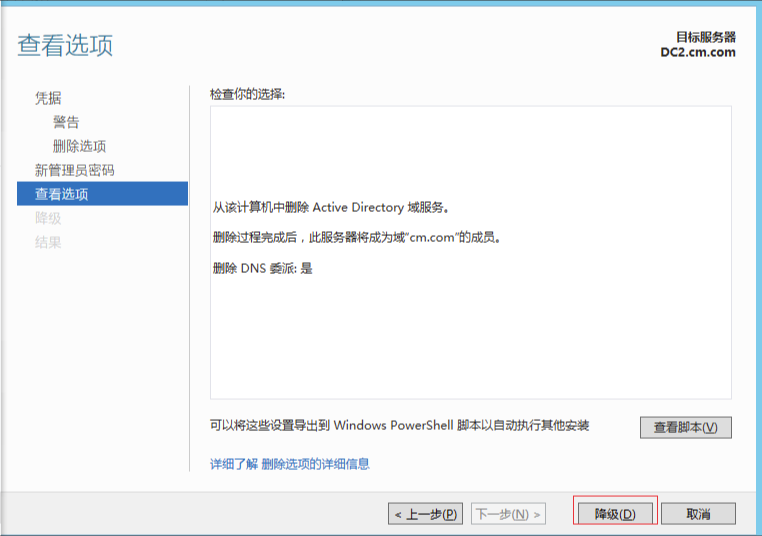 查看选项
目标服务器
DC2.cm.com
凭据
警告
删除选项
新管理员密码
查看选项
降级
结果
检查你的选择:
从该计算机中删除 Active Directory 域服务。
删除过程完成后，此服务器将成为域"cm.com"的成员。
删除 DNS 委派: 是
可以将这些设置导出到 Windows PowerShell 脚本以自动执行其他安装
查看脚本(V)
详细了解 删除选项的详细信息
< 上一步(P)
下一步(N) >
降级(D)
取消